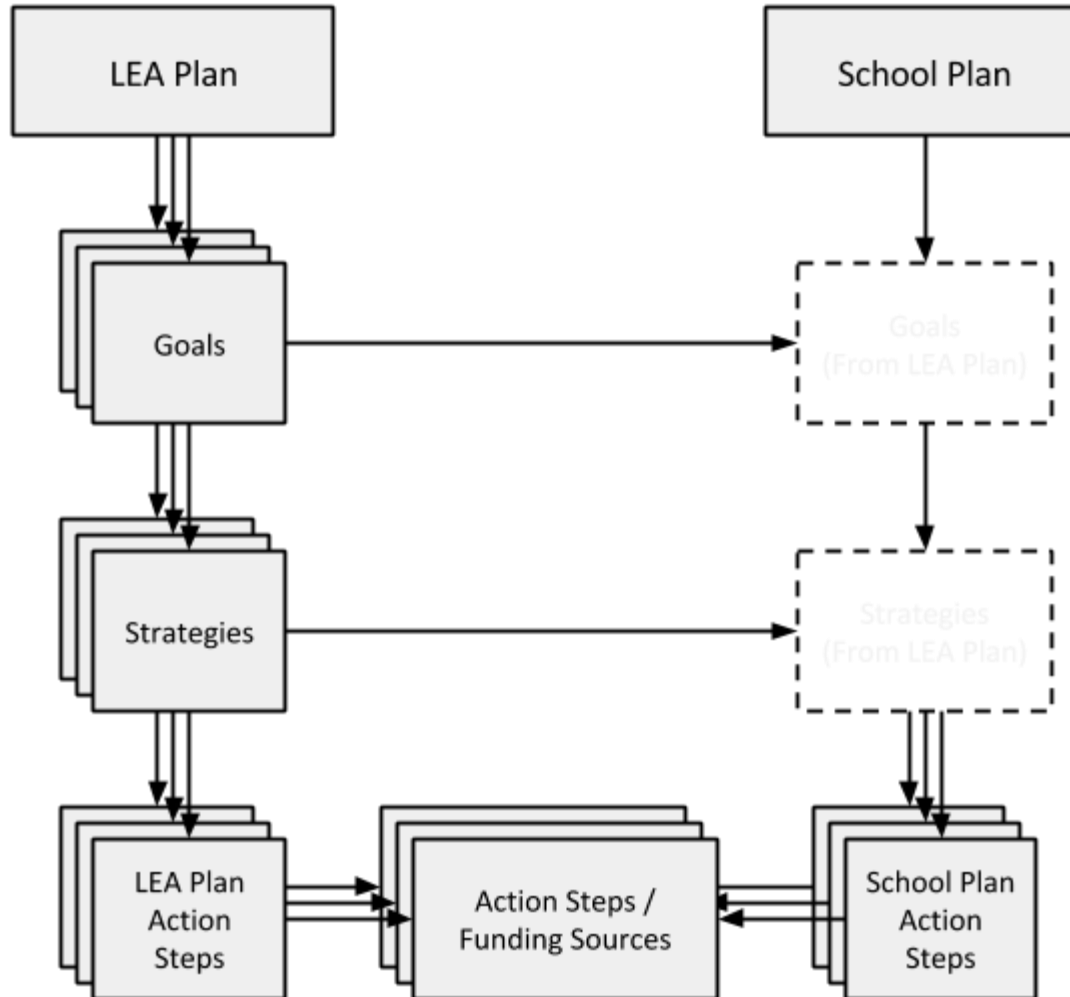 LEA Plan
School Plan
Goals
Goals
(From LEA Plan)
Strategies
Strategies
(From LEA Plan)
LEA Plan
Action
Steps
Action Steps /
Funding Sources
School Plan
Action
Steps